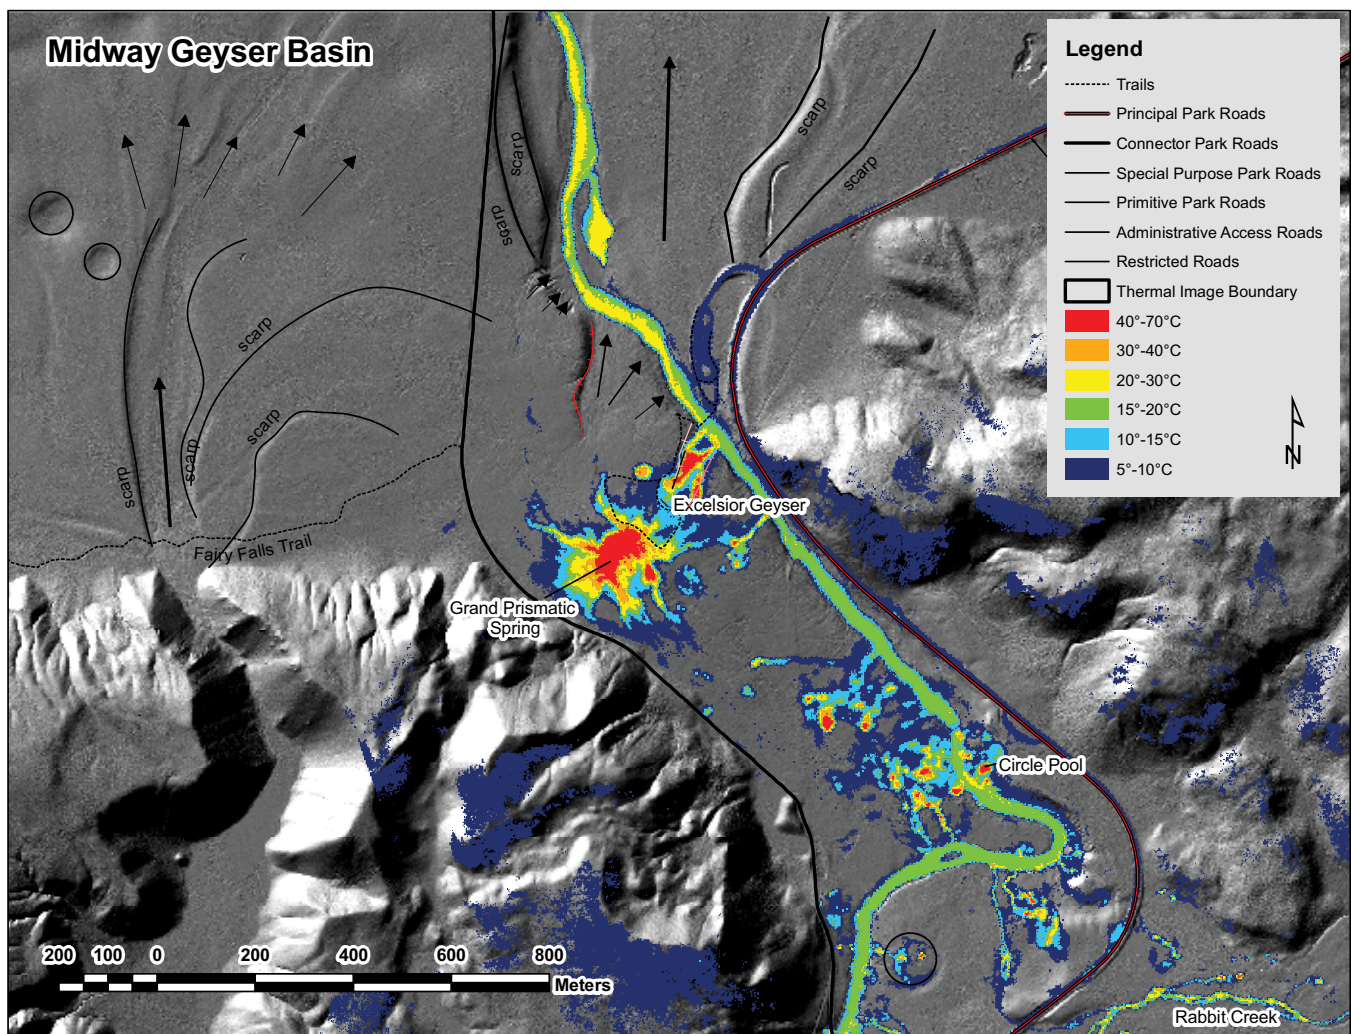 Midway Geyser Basin
Legend
Trails
Principal Park Roads
Connector Park Roads
Special Purpose Park Roads
Primitive Park Roads
Administrative Access Roads
Restricted Roads
Thermal Image Boundary
40°-70°C
30°-40°C
20°-30°C
15°-20°C
10°-15°C
5°-10°C
N
scarp
scarp
scarp
scarp
scarp
scarp
scarp
scarp
Fairy Falls Trail
Excelsior Geyser
Grand Prismatic
Spring
Circle Pool
Rabbit Creek
200 100 0 200 400 600 800
Meters